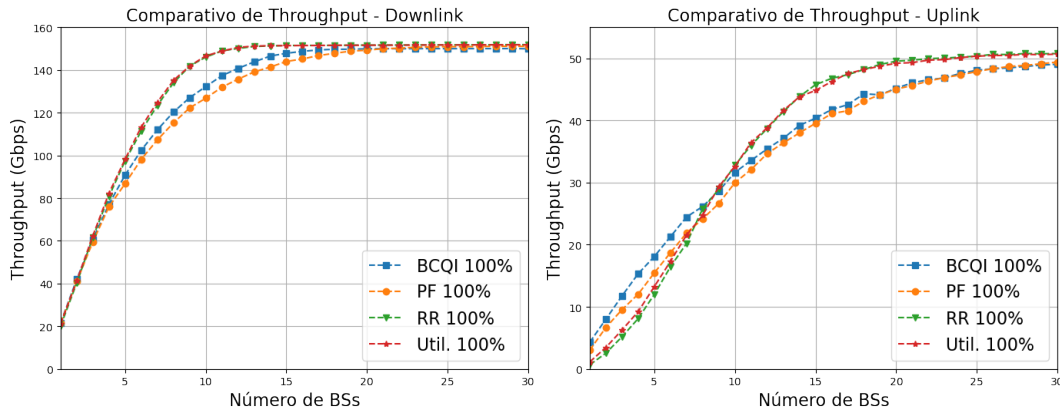 Comparativo de Throughput - Downlink
Throughput (Gbps)
160
140
120
100
80
60
40
20
0
5
10
15
20
25
30
Número de BSs
BCQI 100%
PF 100%
RR 100%
Util. 100%
Comparativo de Throughput - Uplink
Throughput (Gbps)
50
40
30
20
10
0
5
10
15
20
25
30
Número de BSs
BCQI 100%
PF 100%
RR 100%
Util. 100%